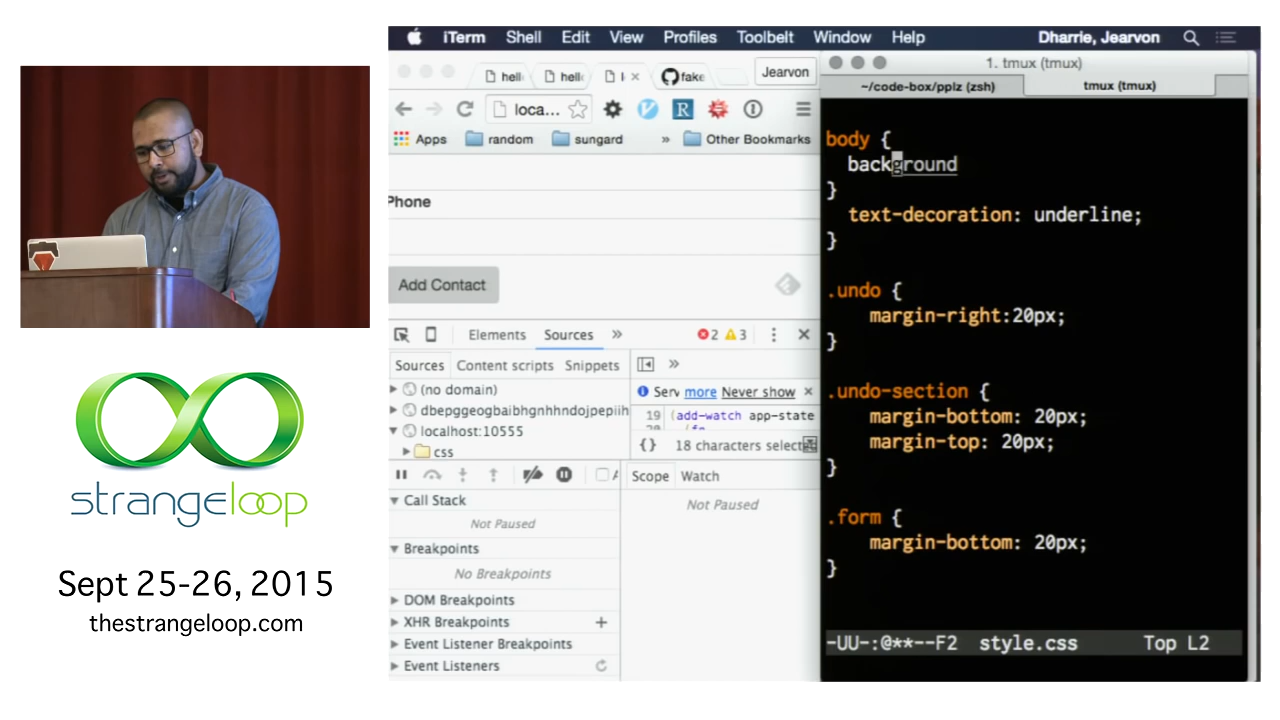 strangeloop
Sept 25-26, 2015
thestrangeloop.com
iTerm Shell Edit View Profiles Toolbelt Window Help Dharrie, Jearvon
hell
hell
fake
Jearvon
loca...
R
Apps random sungard » Other Bookmarks
Phone
Add Contact
Elements Sources » 2 3
Sources Content scripts Snippets »
(no domain)
dbepggeogbaibhgnhhndojpepiih
localhost:10555
css
Serv more Never show
19 (add-watch app-state
{} 18 characters select
Scope Watch
Call Stack
Not Paused
Not Paused
Breakpoints
No Breakpoints
DOM Breakpoints
XHR Breakpoints +
Event Listener Breakpoints
Event Listeners
1. tmux (tmux)
~/code-box/pplz (zsh) tmux (tmux)
body {
background
}
text-decoration: underline;
}
.undo {
margin-right:20px;
}
.undo-section {
margin-bottom: 20px;
margin-top: 20px;
}
.form {
margin-bottom: 20px;
}
-UU-:@**--F2 style.css Top L2